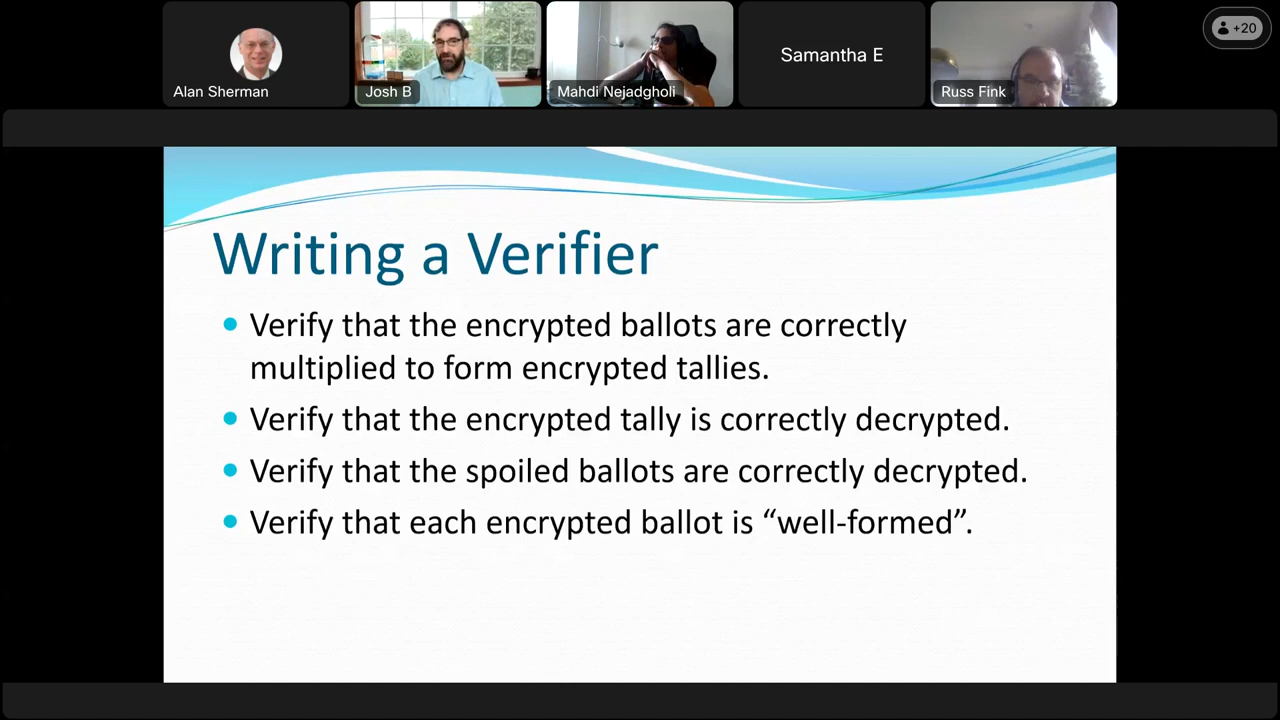 Alan Sherman
Josh B
Mahdi Nejadgholi
Samantha E
Russ Fink
+20
Writing a Verifier
• Verify that the encrypted ballots are correctly
multiplied to form encrypted tallies.
• Verify that the encrypted tally is correctly decrypted.
• Verify that the spoiled ballots are correctly decrypted.
• Verify that each encrypted ballot is “well-formed”.